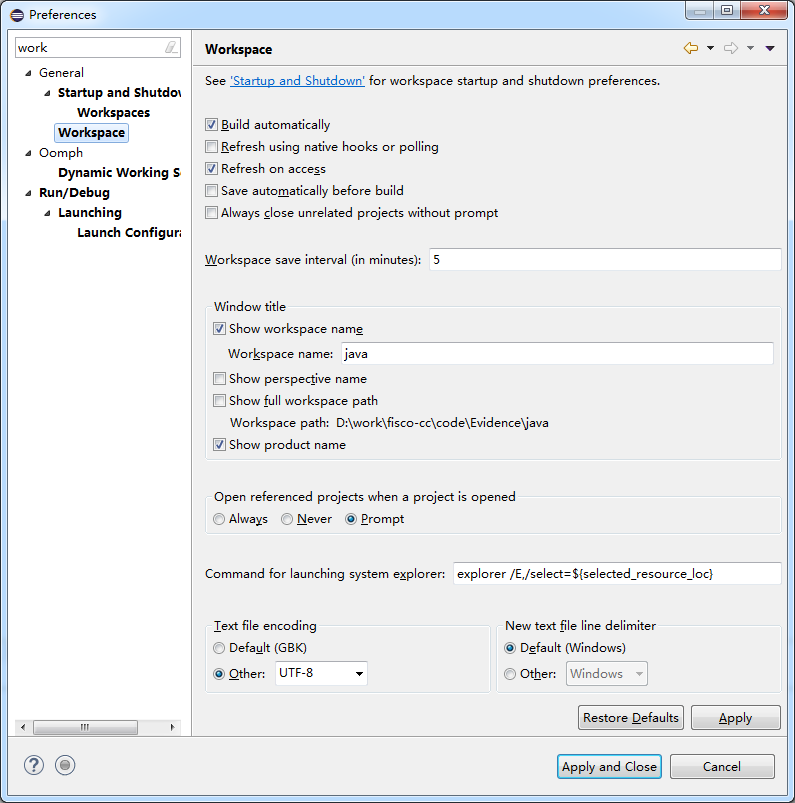 Preferences
work
General
Startup and Shutdov
Workspaces
Workspace
Oomph
Dynamic Working S
Run/Debug
Launching
Launch Configura
Workspace
See 'Startup and Shutdown' for workspace startup and shutdown preferences.
Build automatically
Refresh using native hooks or polling
Refresh on access
Save automatically before build
Always close unrelated projects without prompt
Workspace save interval (in minutes): 5
Window title
Show workspace name
Workspace name: java
Show perspective name
Show full workspace path
Workspace path: D:\work\fisco-cc\code\Evidence\java
Show product name
Open referenced projects when a project is opened
Always Never Prompt
Command for launching system explorer: explorer /E,/select=${selected_resource_loc}
Text file encoding
Default (GBK)
Other: UTF-8
New text file line delimiter
Default (Windows)
Other: Windows
Restore Defaults Apply
? Apply and Close Cancel